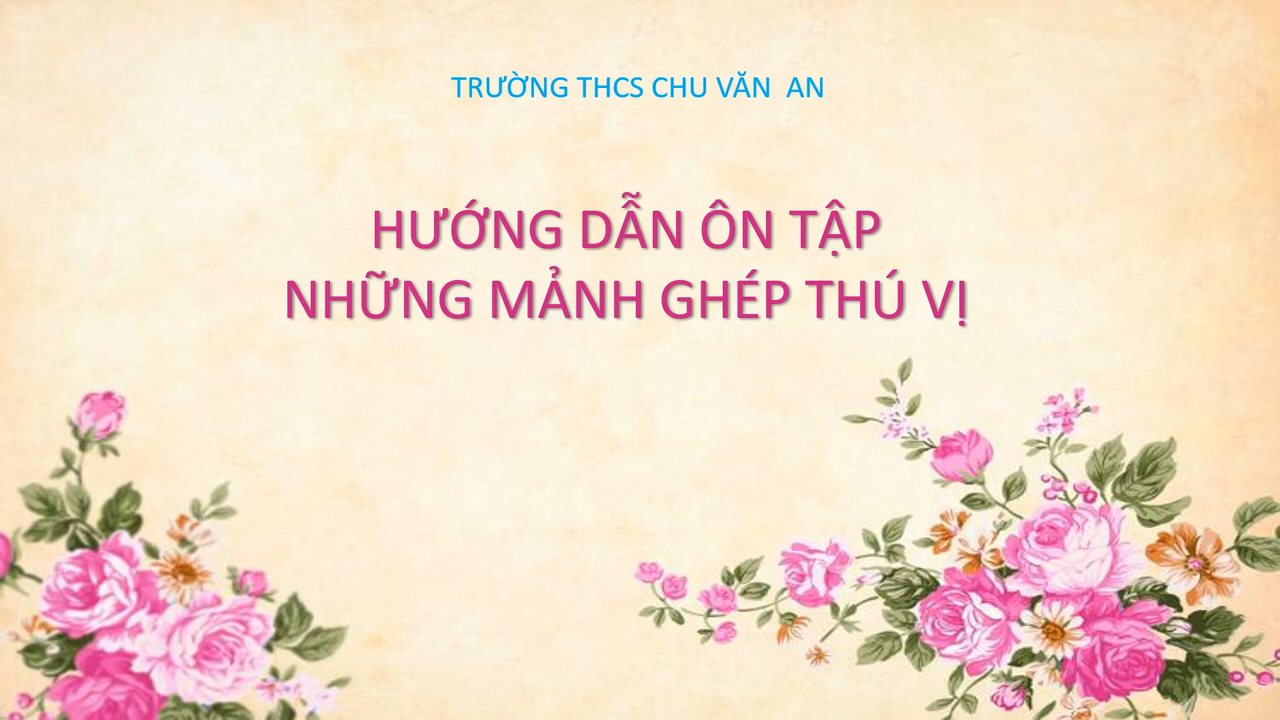 TRƯỜNG THCS CHU VĂN  AN
HƯỚNG DẪN ÔN TẬP
NHỮNG MẢNH GHÉP THÚ VỊ